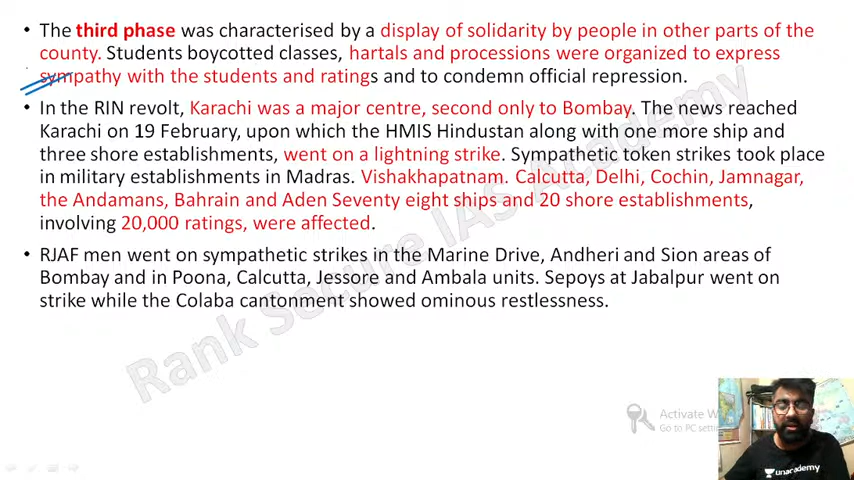 • The third phase was characterised by a display of solidarity by people in other parts of the
county. Students boycotted classes, hartals and processions were organized to express
sympathy with the students and ratings and to condemn official repression.
• In the RIN revolt, Karachi was a major centre, second only to Bombay. The news reached
Karachi on 19 February, upon which the HMIS Hindustan along with one more ship and
three shore establishments, went on a lightning strike. Sympathetic token strikes took place
in military establishments in Madras. Vishakhapatnam. Calcutta, Delhi, Cochin, Jamnagar,
the Andamans, Bahrain and Aden Seventy eight ships and 20 shore establishments,
involving 20,000 ratings, were affected.
• RJAF men went on sympathetic strikes in the Marine Drive, Andheri and Sion areas of
Bombay and in Poona, Calcutta, Jessore and Ambala units. Sepoys at Jabalpur went on
strike while the Colaba cantonment showed ominous restlessness.
Rank Secure IAS Academy
Activate
Go to PC
unacademy